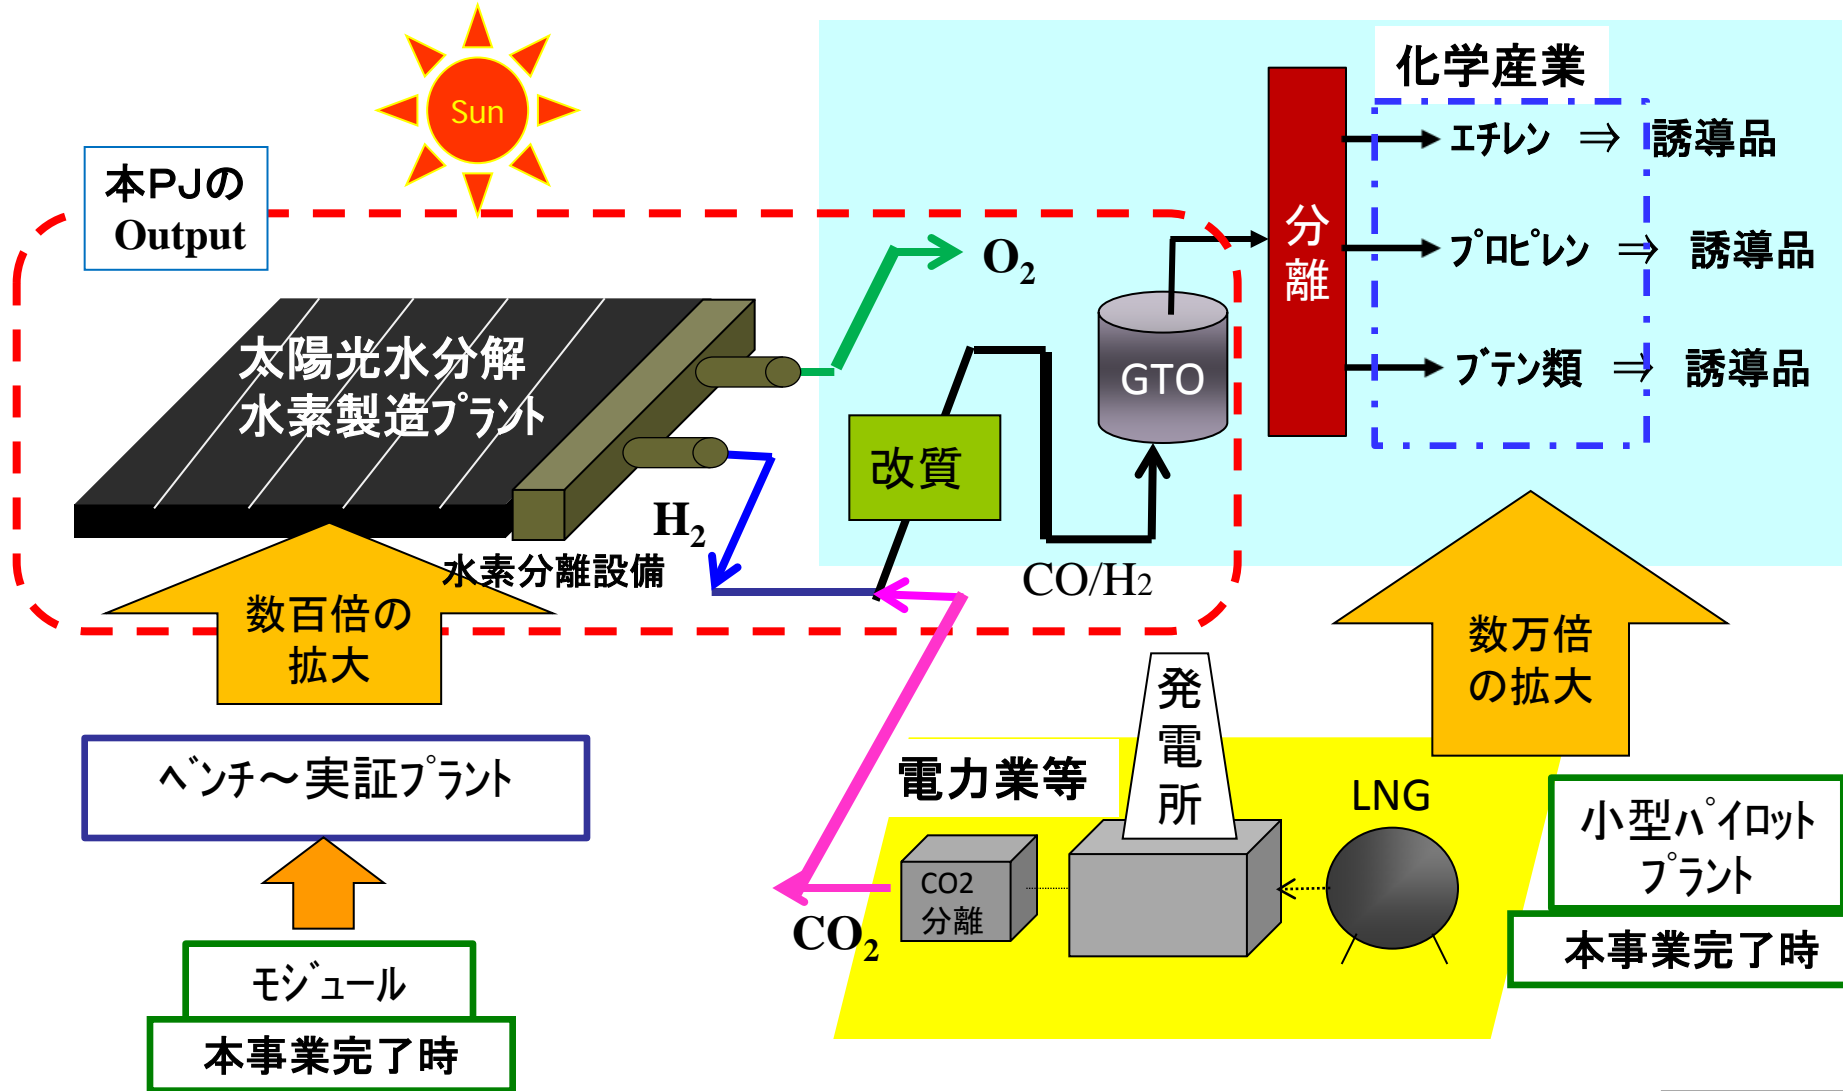 Sun
化学産業
本PJの
Output
エチレン ⇒ 誘導品
分
離
プロピレン ⇒ 誘導品
O2
太陽光水分解
水素製造プラント
GTO
ブテン類 ⇒ 誘導品
改質
H2
水素分離設備
CO/H2
数百倍の
拡大
数万倍
の拡大
発
電
所
ベンチ～実証プラント
電力業等
LNG
小型パイロット
プラント
CO2
分離
CO2
本事業完了時
モジュール
本事業完了時